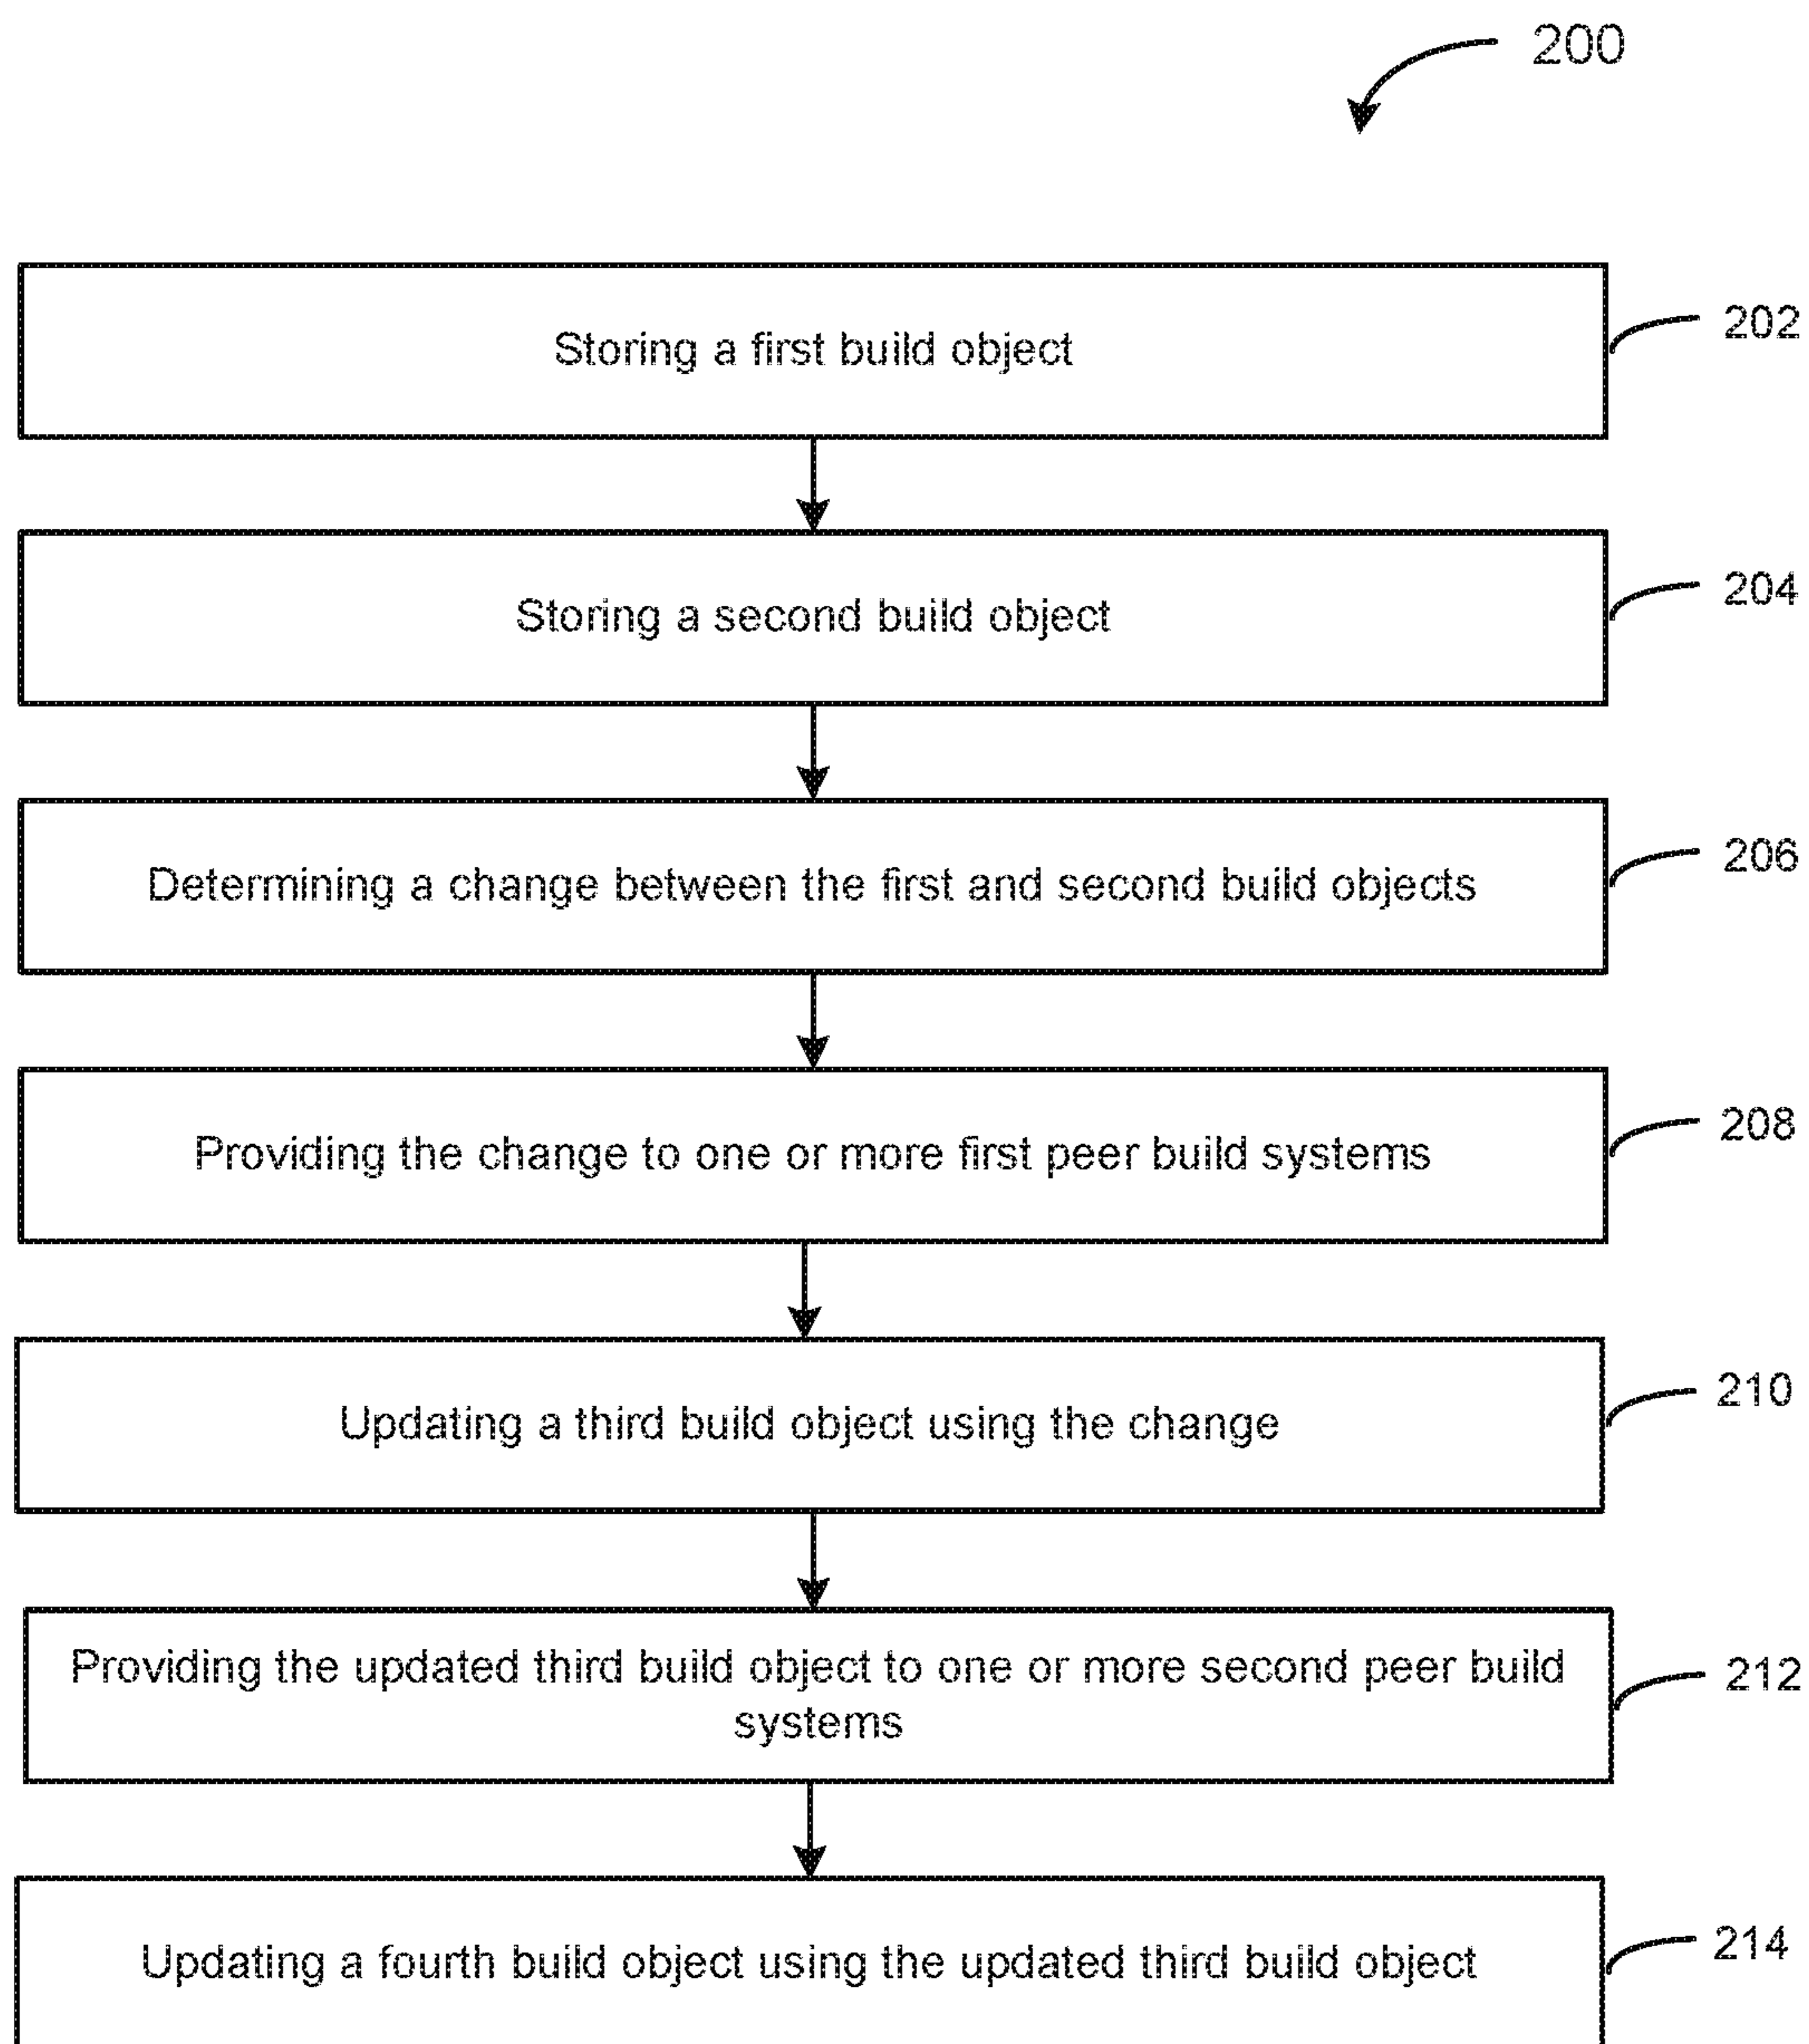 200
Storing a first build object
202
Storing a second build object
204
Determining a change between the first and second build objects
206
Providing the change to one or more first peer build systems
208
Updating a third build object using the change
210
Providing the updated third build object to one or more second peer build
systems
212
Updating a fourth build object using the updated third build object
214